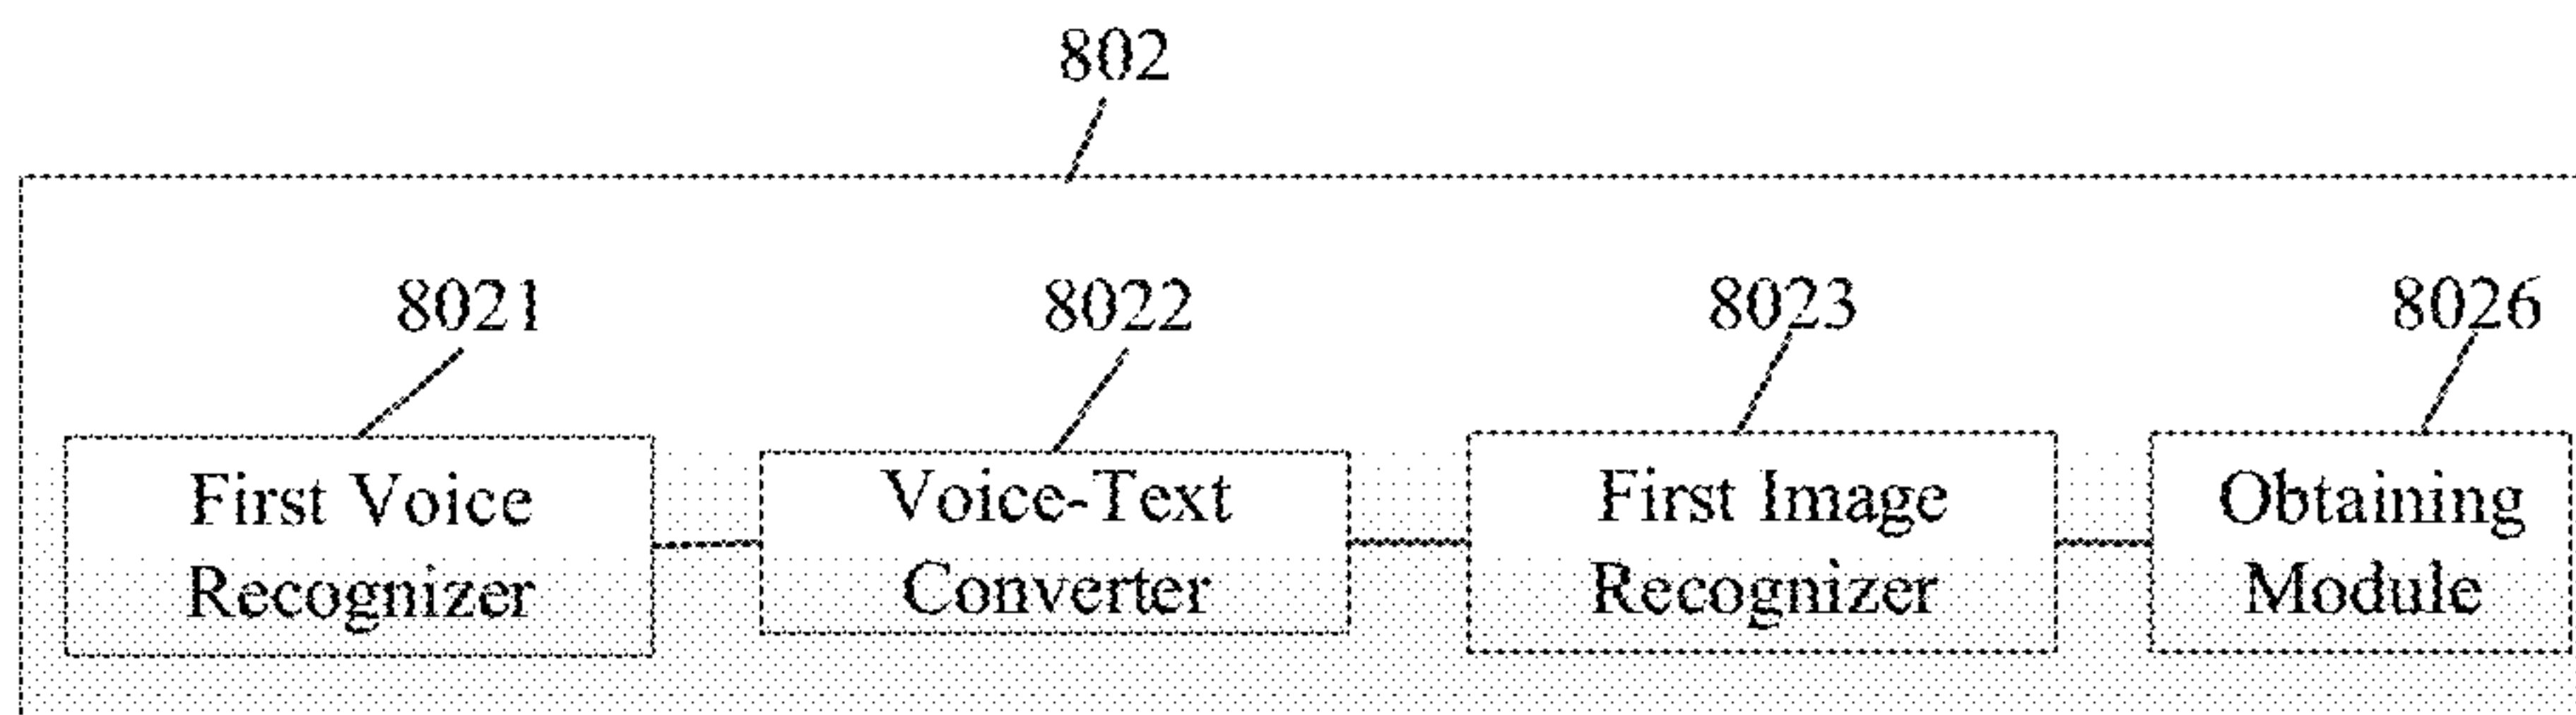 802
8021
8022
8023
8026
First Voice
Recognizer
Voice-Text
Converter
First Image
Recognizer
Obtaining
Module